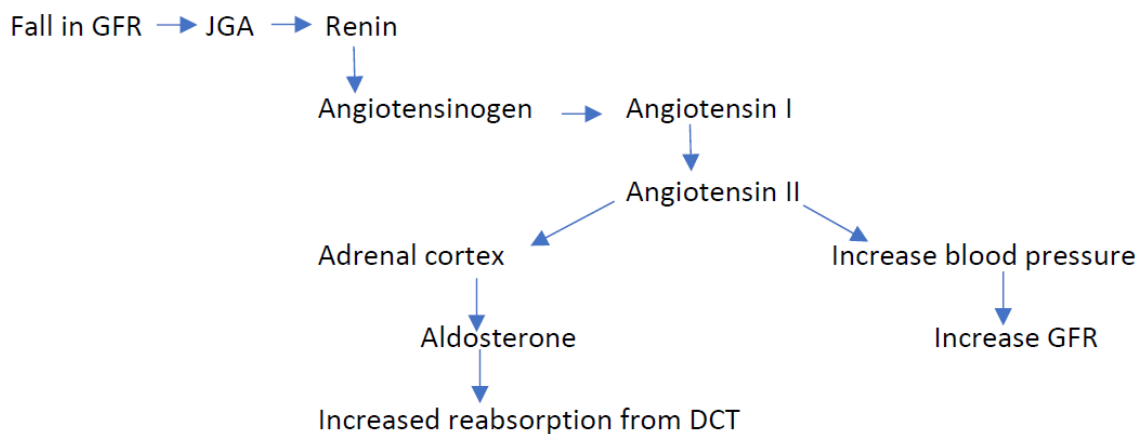 Fall in GFR JGA Renin
Angiotensinogen Angiotensin I
Angiotensin II
Adrenal cortex Increase blood pressure
Aldosterone Increase GFR
Increased reabsorption from DCT